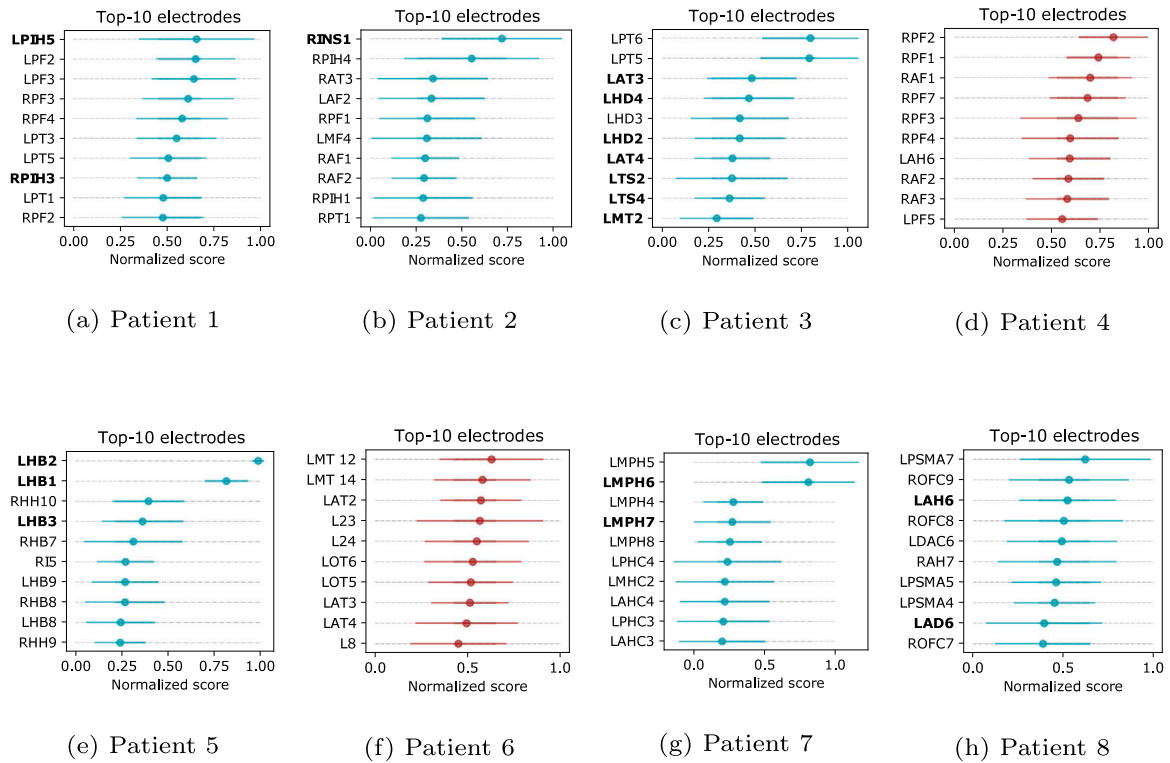 Top-10 electrodes
LPIH5
LPF2
LPF3
RPF3
RPF4
LPT3
LPT5
RPIH3
LPT1
RPF2
0.00 0.25 0.50 0.75 1.00
Normalized score
(a) Patient 1
Top-10 electrodes
RINS1
RPIH4
RAT3
LAF2
RPF1
LMF4
RAF1
RAF2
RPIH1
RPT1
0.00 0.25 0.50 0.75 1.00
Normalized score
(b) Patient 2
Top-10 electrodes
LPT6
LPT5
LAT3
LHD4
LHD3
LHD2
LAT4
LTS2
LTS4
LMT2
0.00 0.25 0.50 0.75 1.00
Normalized score
(c) Patient 3
Top-10 electrodes
RPF2
RPF1
RAF1
RPF7
RPF3
RPF4
LAH6
RAF2
RAF3
LPF5
0.00 0.25 0.50 0.75 1.00
Normalized score
(d) Patient 4
Top-10 electrodes
LHB2
LHB1
RHH10
LHB3
RHB7
RI5
LHB9
RHB8
LHB8
RHH9
0.00 0.25 0.50 0.75 1.00
Normalized score
(e) Patient 5
Top-10 electrodes
LMT 12
LMT 14
LAT2
L23
L24
LOT6
LOT5
LAT3
LAT4
L8
0.0 0.5 1.0
Normalized score
(f) Patient 6
Top-10 electrodes
LMPH5
LMPH6
LMPH4
LMPH7
LMPH8
LPHC4
LMHC2
LAHC4
LPHC3
LAHC3
0.0 0.5 1.0
Normalized score
(g) Patient 7
Top-10 electrodes
LPSMA7
ROFC9
LAH6
ROFC8
LDAC6
RAH7
LPSMA5
LPSMA4
LAD6
ROFC7
0.0 0.5 1.0
Normalized score
(h) Patient 8